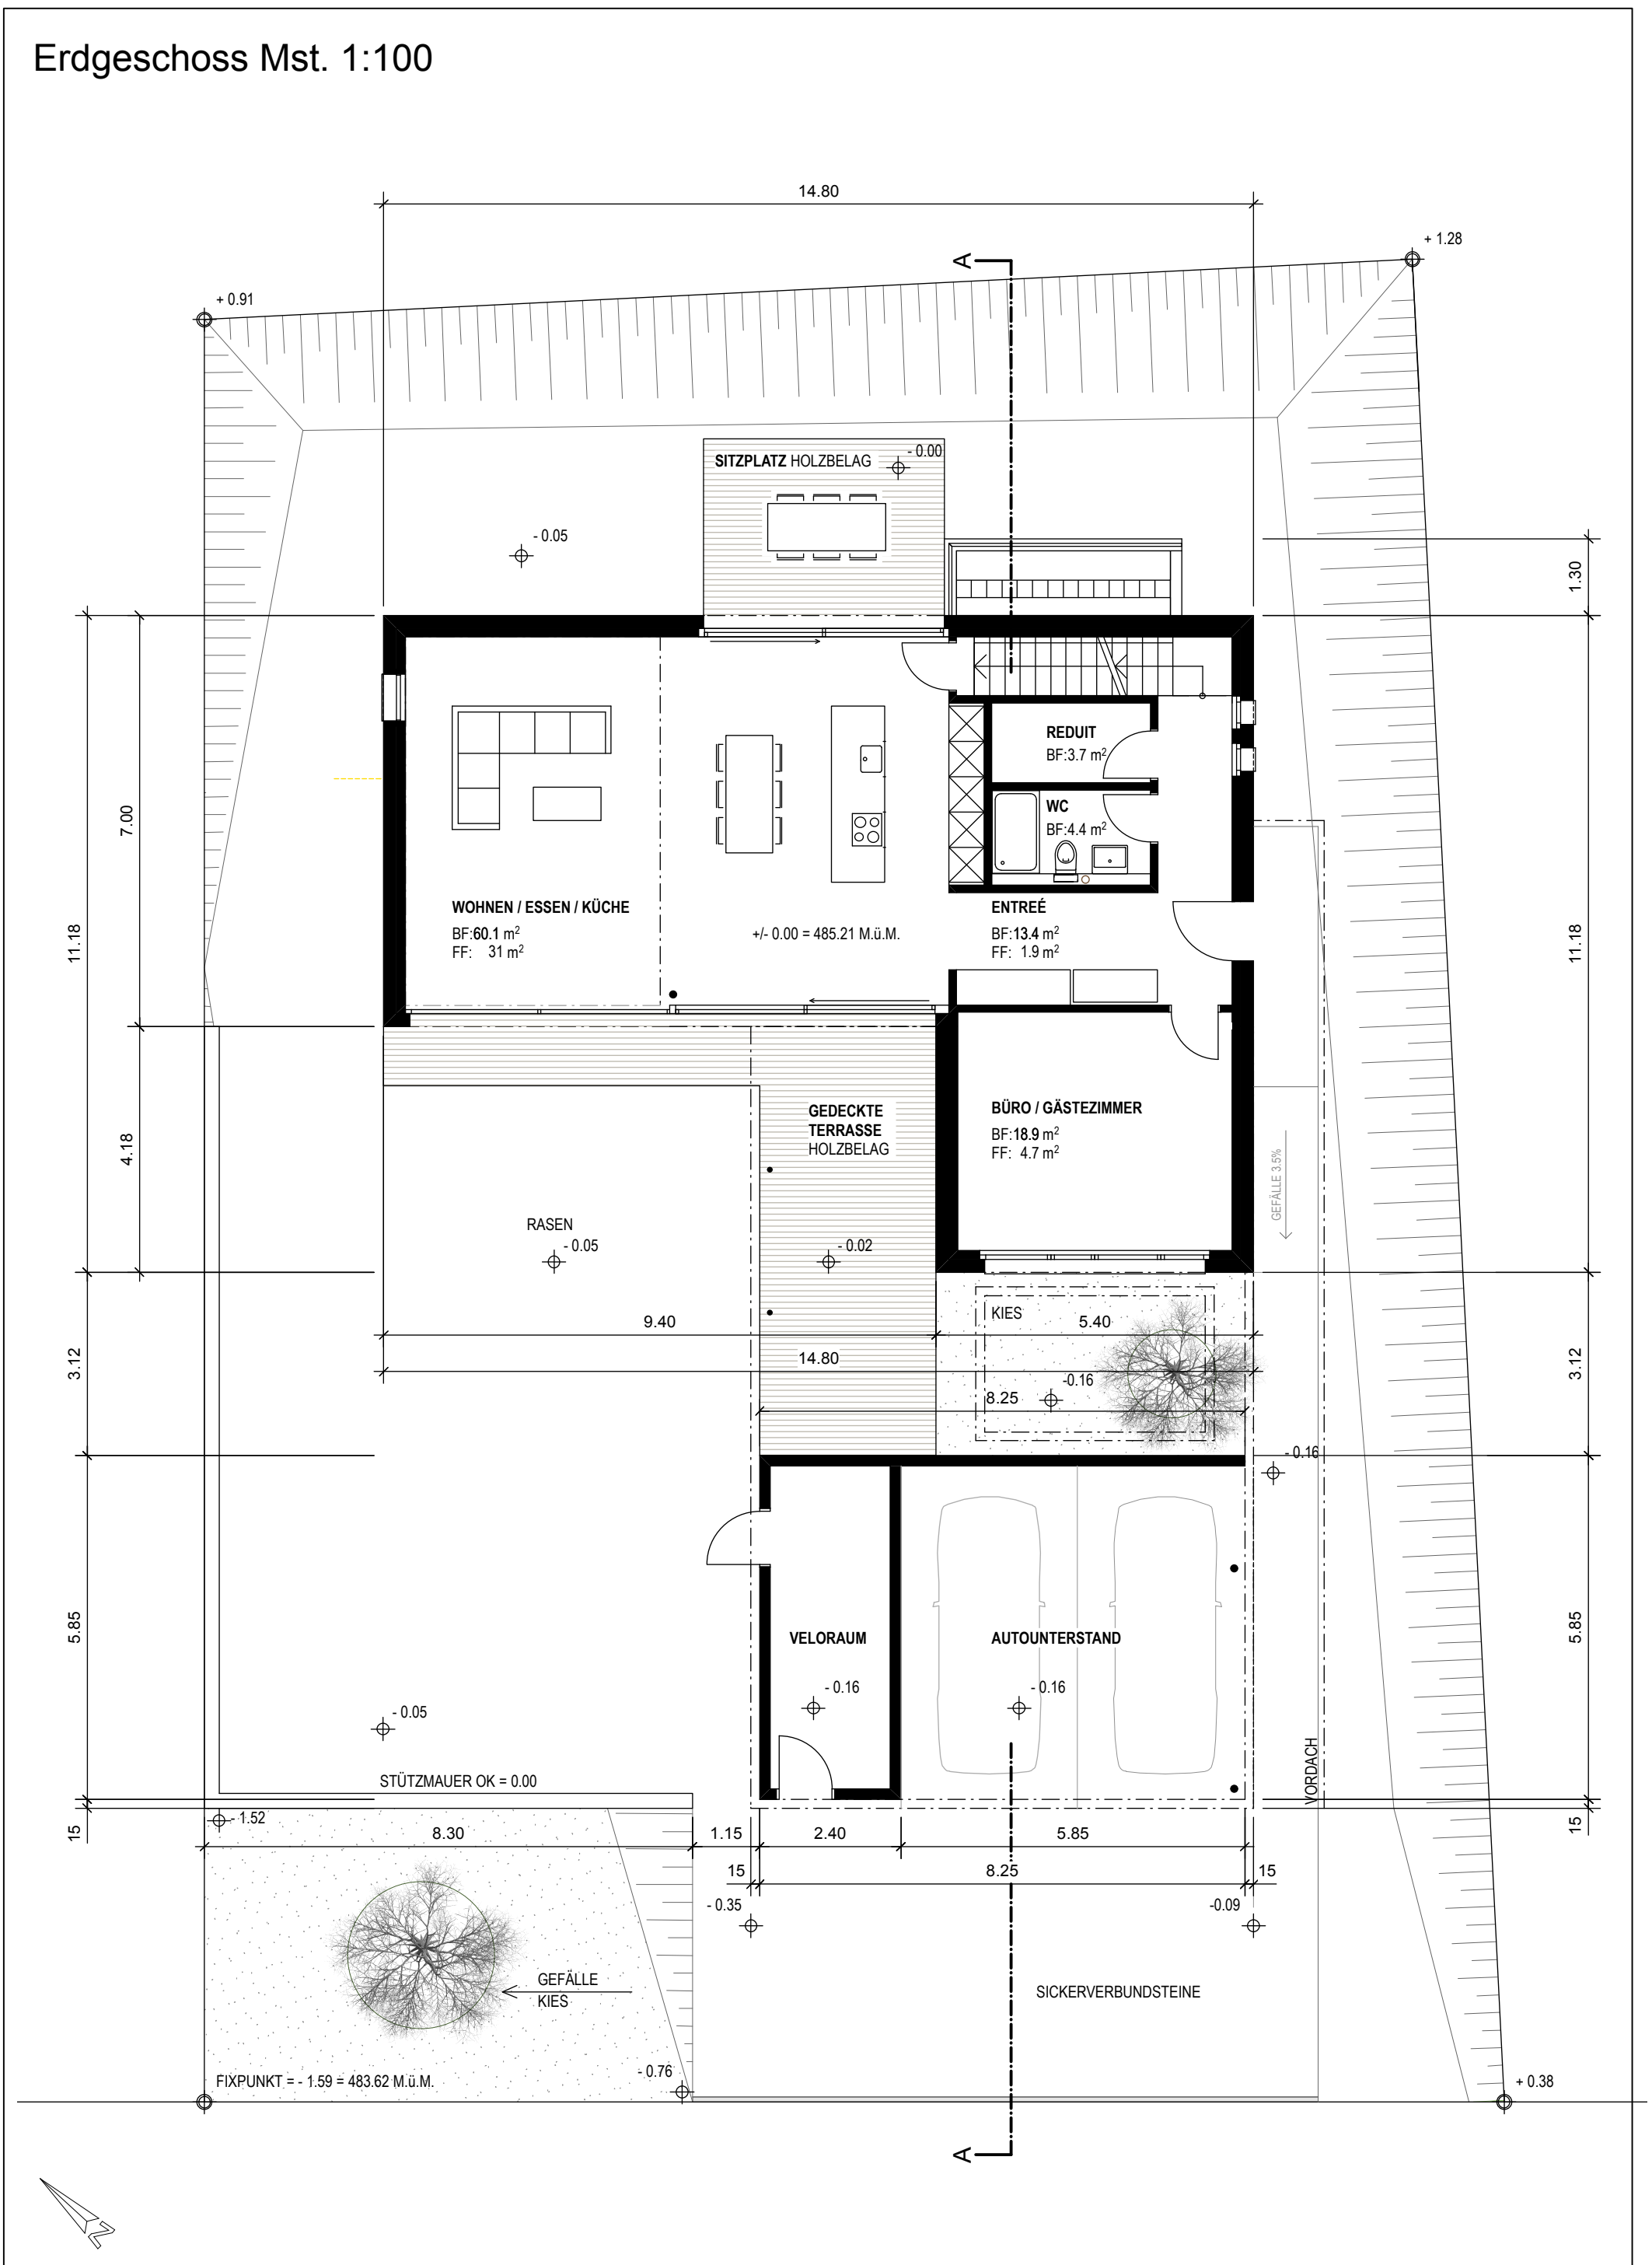 Erdgeschoss Mst. 1:100
14.80
+ 1.28
A
+ 0.91
SITZPLATZ HOLZBELAG
- 0.00
- 0.05
1.30
REDUIT
BF:3.7 m²
WC
BF:4.4 m²
7.00
11.18
WOHNEN / ESSEN / KÜCHE
BF:60.1 m²
FF: 31 m²
+/- 0.00 = 485.21 M.ü.M.
ENTREÉ
BF:13.4 m²
FF: 1.9 m²
11.18
4.18
GEDECKTE
TERRASSE
HOLZBELAG
BÜRO / GÄSTEZIMMER
BF:18.9 m²
FF: 4.7 m²
GEFÄLLE 3.5%
RASEN
- 0.05
- 0.02
KIES
9.40
5.40
3.12
14.80
3.12
-0.16
8.25
- 0.16
5.85
VELORAUM
AUTOUNTERSTAND
5.85
- 0.16
- 0.16
- 0.05
VORDACH
STÜTZMAUER OK = 0.00
15
- 1.52
15
8.30
1.15
2.40
5.85
15
8.25
15
- 0.35
-0.09
GEFÄLLE
KIES
SICKERVERBUNDSTEINE
- 0.76
FIXPUNKT = - 1.59 = 483.62 M.ü.M.
+ 0.38
A
N